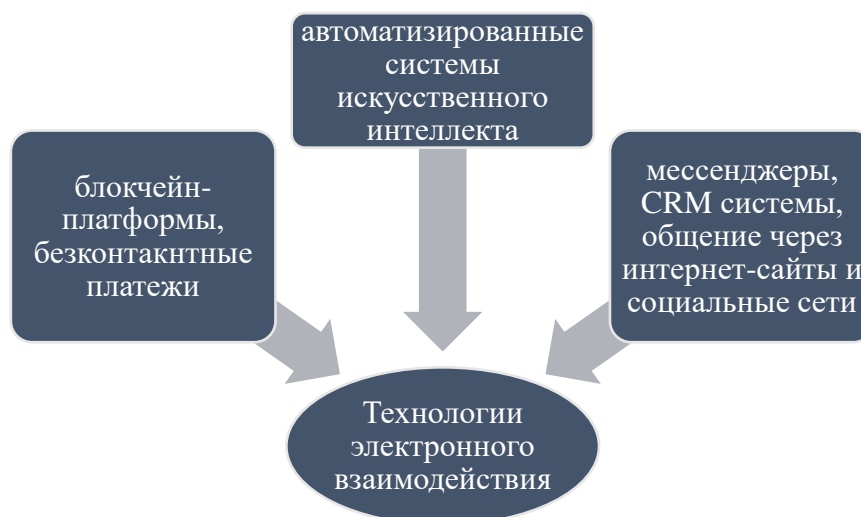 автоматизированные
системы
искусственного
интеллекта
блокчейн-
платформы,
безконтакнтные
платежи
мессенджеры,
CRM системы,
общение через
интернет-сайты и
социальные сети
Технологии
электронного
взаимодействия